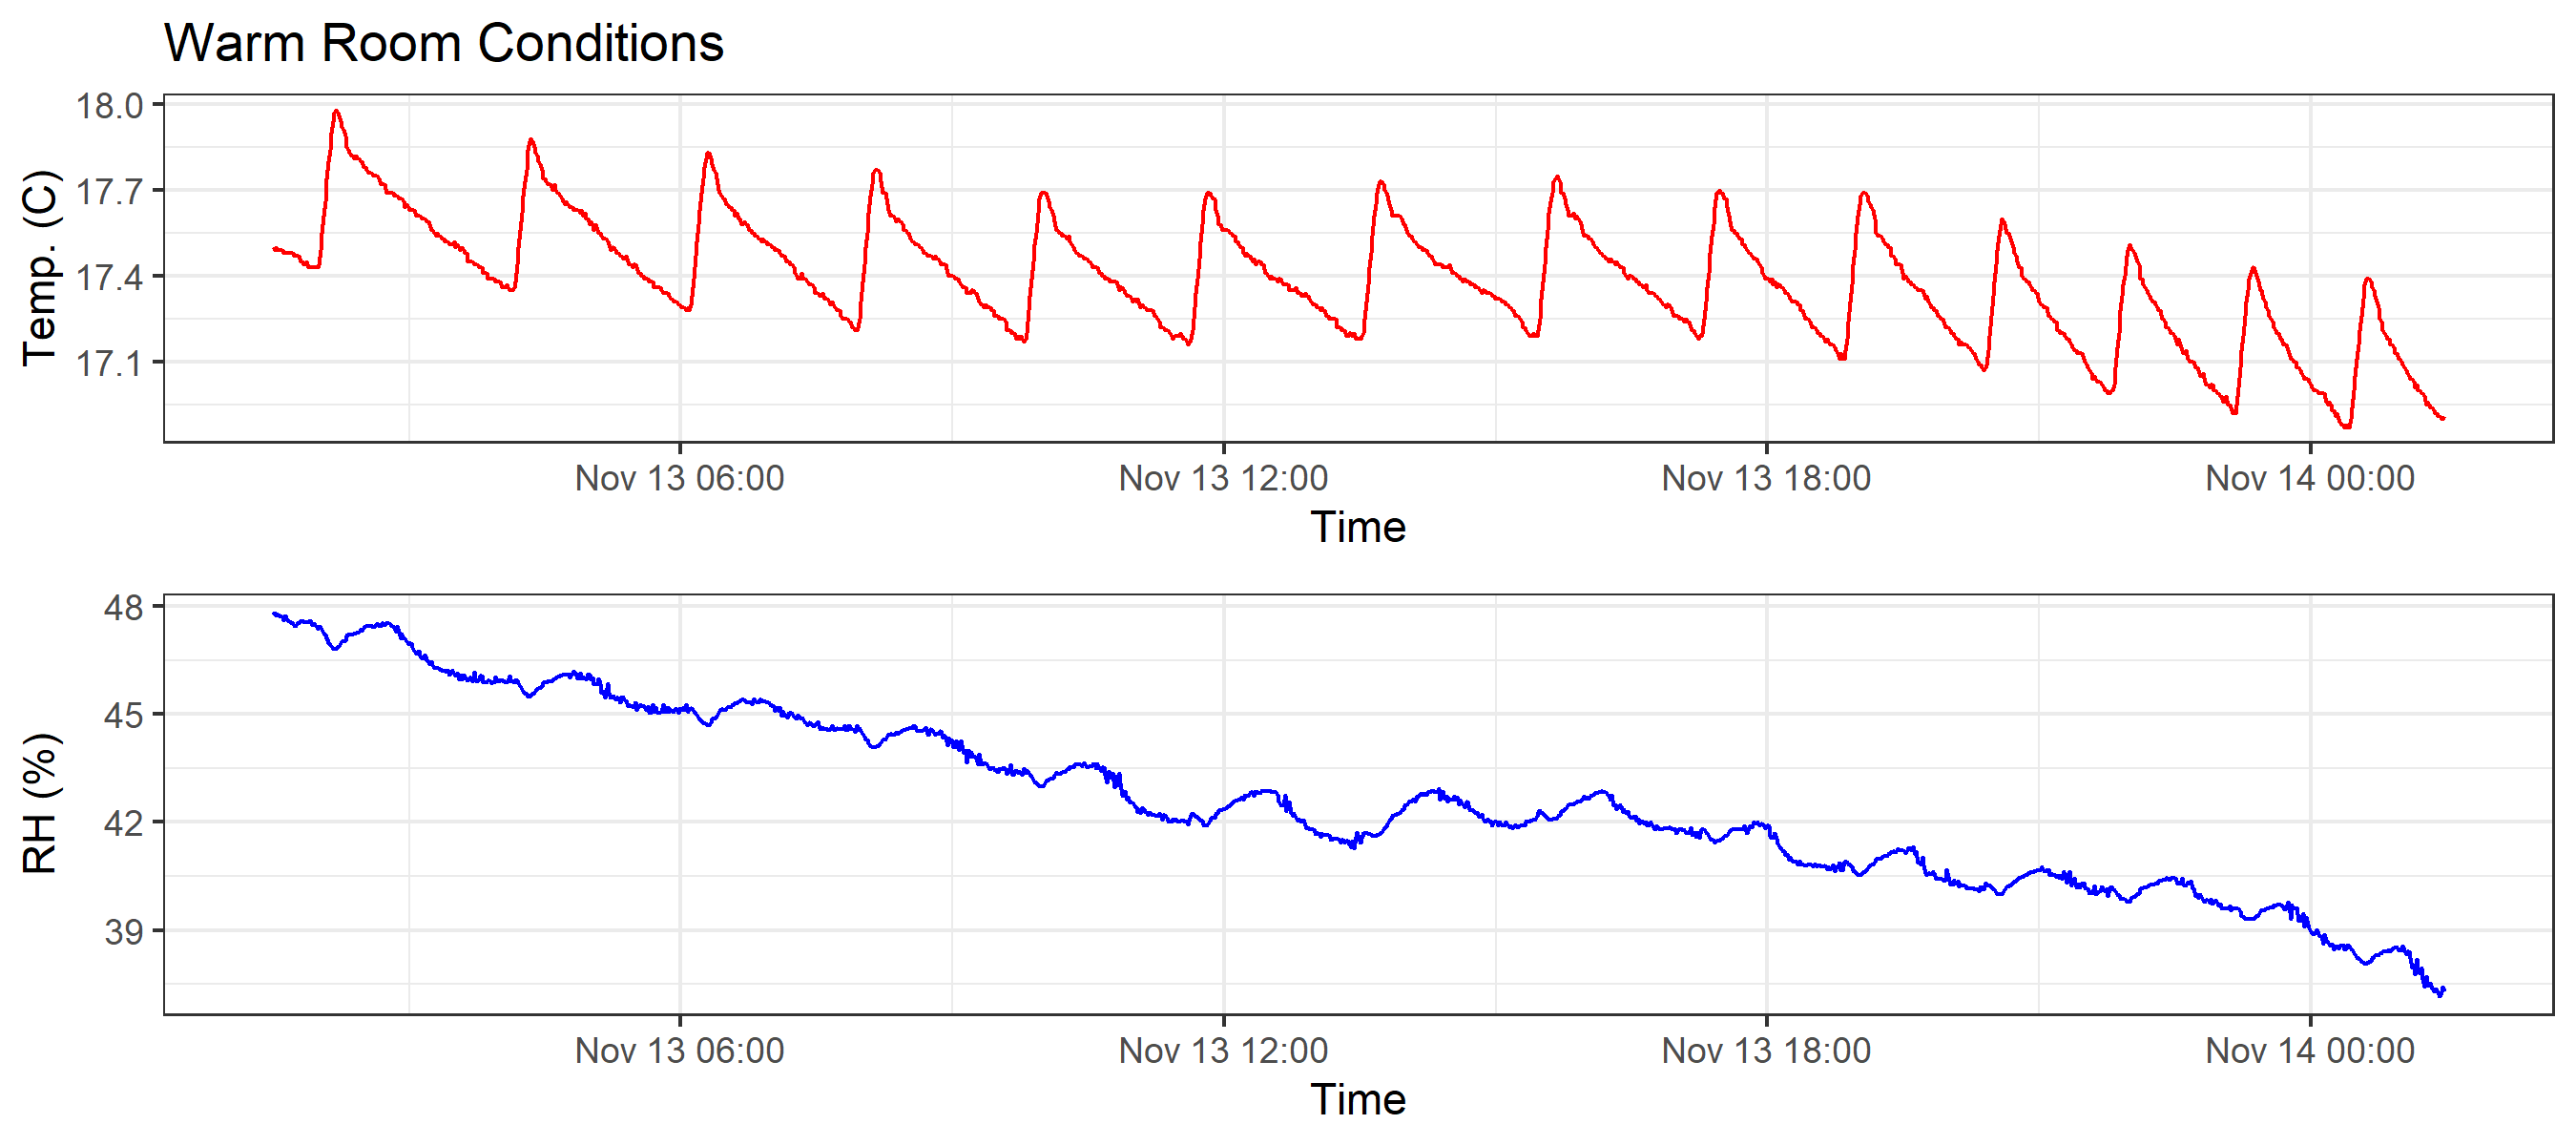 Warm Room Conditions
18.0
17.7
17.4
17.1
Temp. (C)
Nov 13 06:00 Nov 13 12:00 Nov 13 18:00 Nov 14 00:00
Time
48
45
42
39
RH (%)
Nov 13 06:00 Nov 13 12:00 Nov 13 18:00 Nov 14 00:00
Time